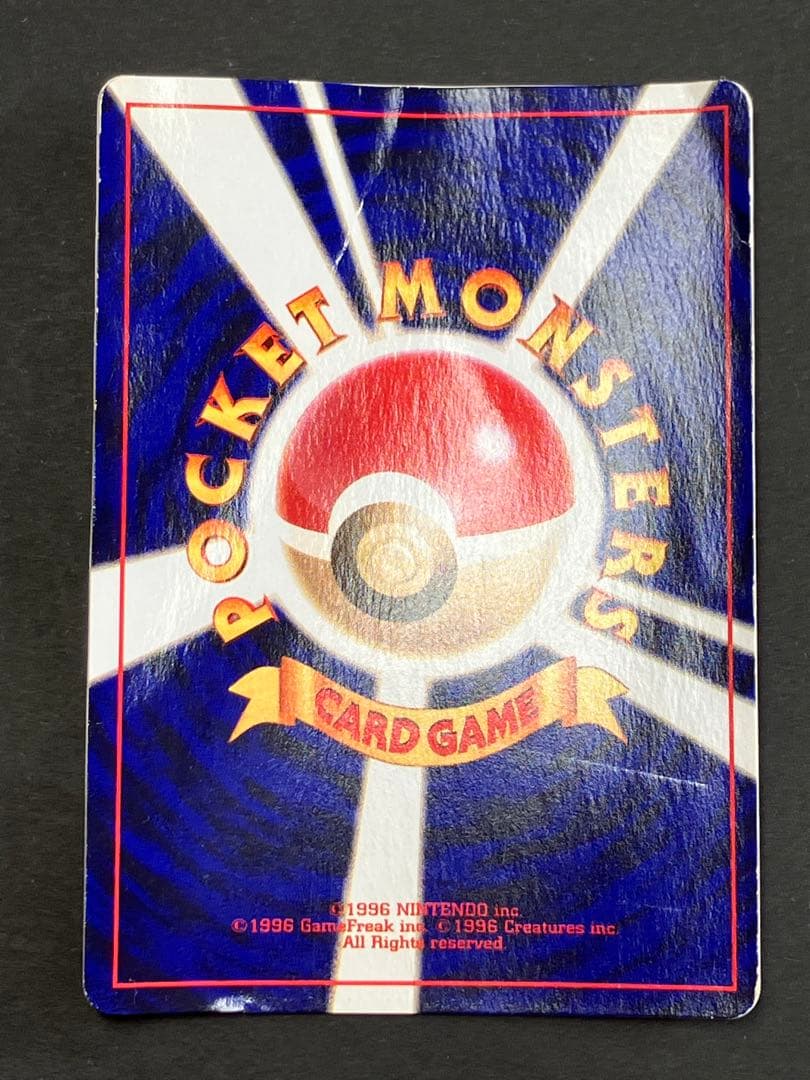 POCKET MONSTERS
CARD GAME
©1996 NINTENDO inc.
©1996 GameFreak inc. ©1996 Creatures inc.
All Rights reserved.